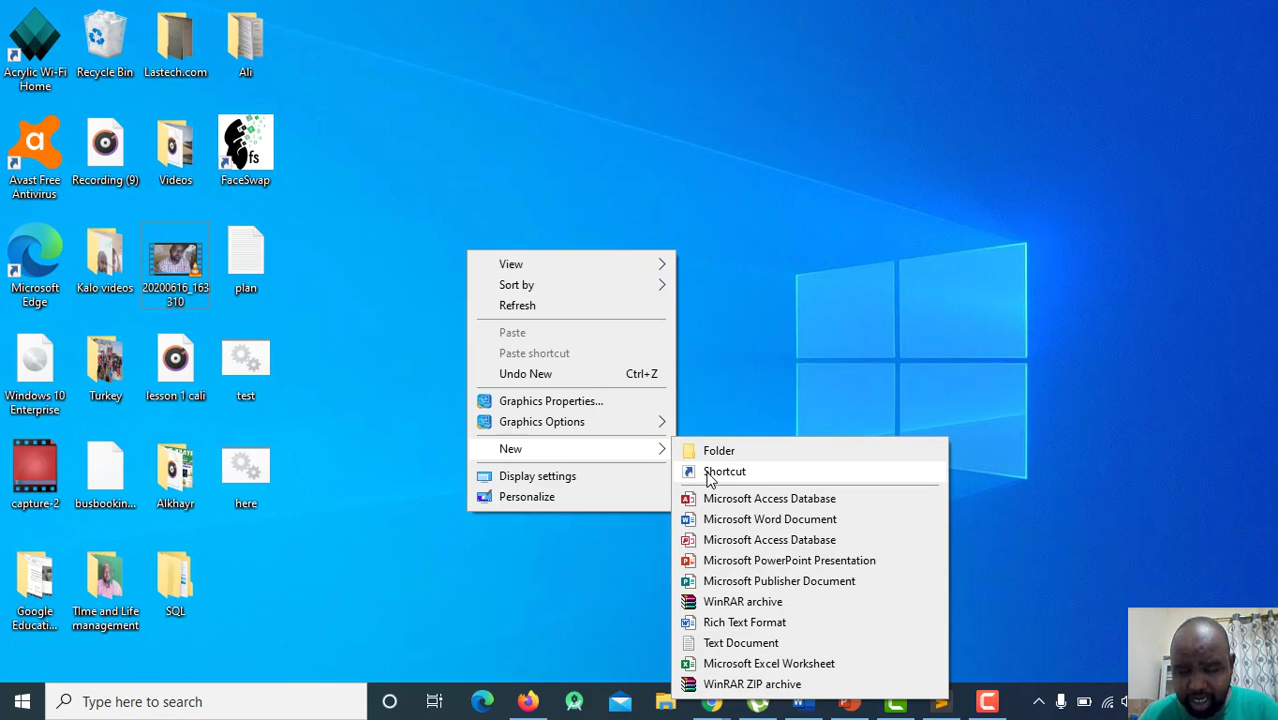 Acrylic Wi-Fi
Home
Recycle Bin
Lastech.com
Ali
Avast Free
Antivirus
Recording (9)
Videos
fs
FaceSwap
Microsoft
Edge
Kalo videos
20200616_163
310
plan
Windows 10
Enterprise
Turkey
lesson 1 cali
test
capture-2
busbookin...
Alkhayr
here
Google
Educati...
TIme and Life
management
SQL
View
Sort by
Refresh
Paste
Paste shortcut
Undo New Ctrl+Z
Graphics Properties...
Graphics Options
New
Display settings
Personalize
Folder
Shortcut
Microsoft Access Database
Microsoft Word Document
Microsoft Access Database
Microsoft PowerPoint Presentation
Microsoft Publisher Document
WinRAR archive
Rich Text Format
Text Document
Microsoft Excel Worksheet
WinRAR ZIP archive
Type here to search